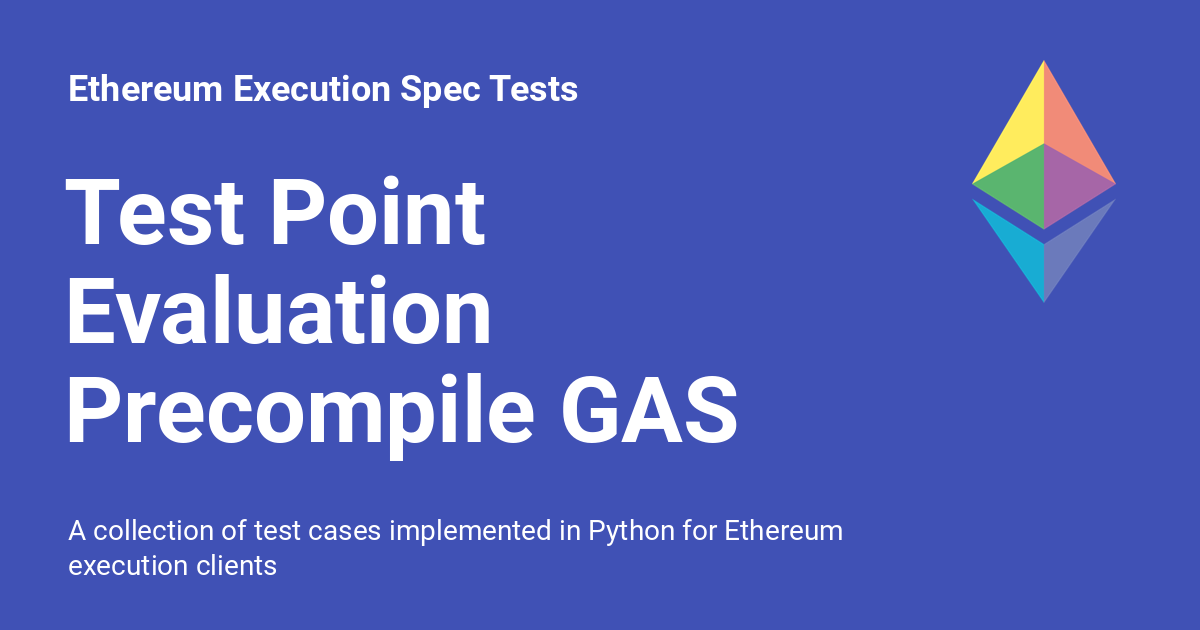 Ethereum Execution Spec Tests
Test Point
Evaluation
Precompile GAS
A collection of test cases implemented in Python for Ethereum
execution clients